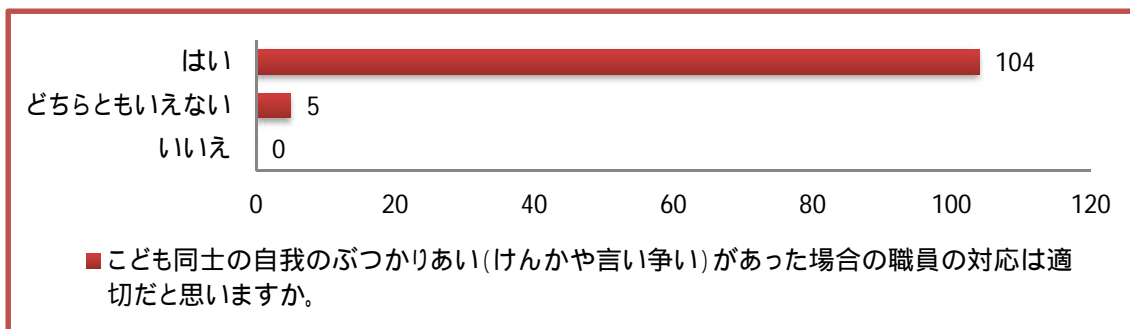 はい 104
どちらともいえない 5
いいえ 0
0 20 40 60 80 100 120
こども同士の自我のぶつかりあい(けんかや言い争い)があった場合の職員の対応は適
切だと思いますか。